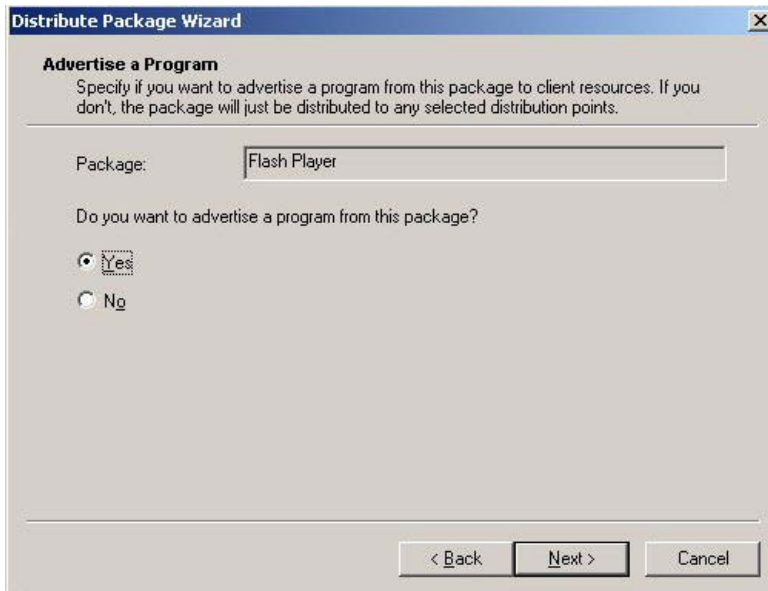 Distribute Package Wizard
Advertise a Program
Specify if you want to advertise a program from this package to client resources. If you
don't, the package will just be distributed to any selected distribution points.
Package: Flash Player
Do you want to advertise a program from this package?
Yes
No
< Back Next > Cancel